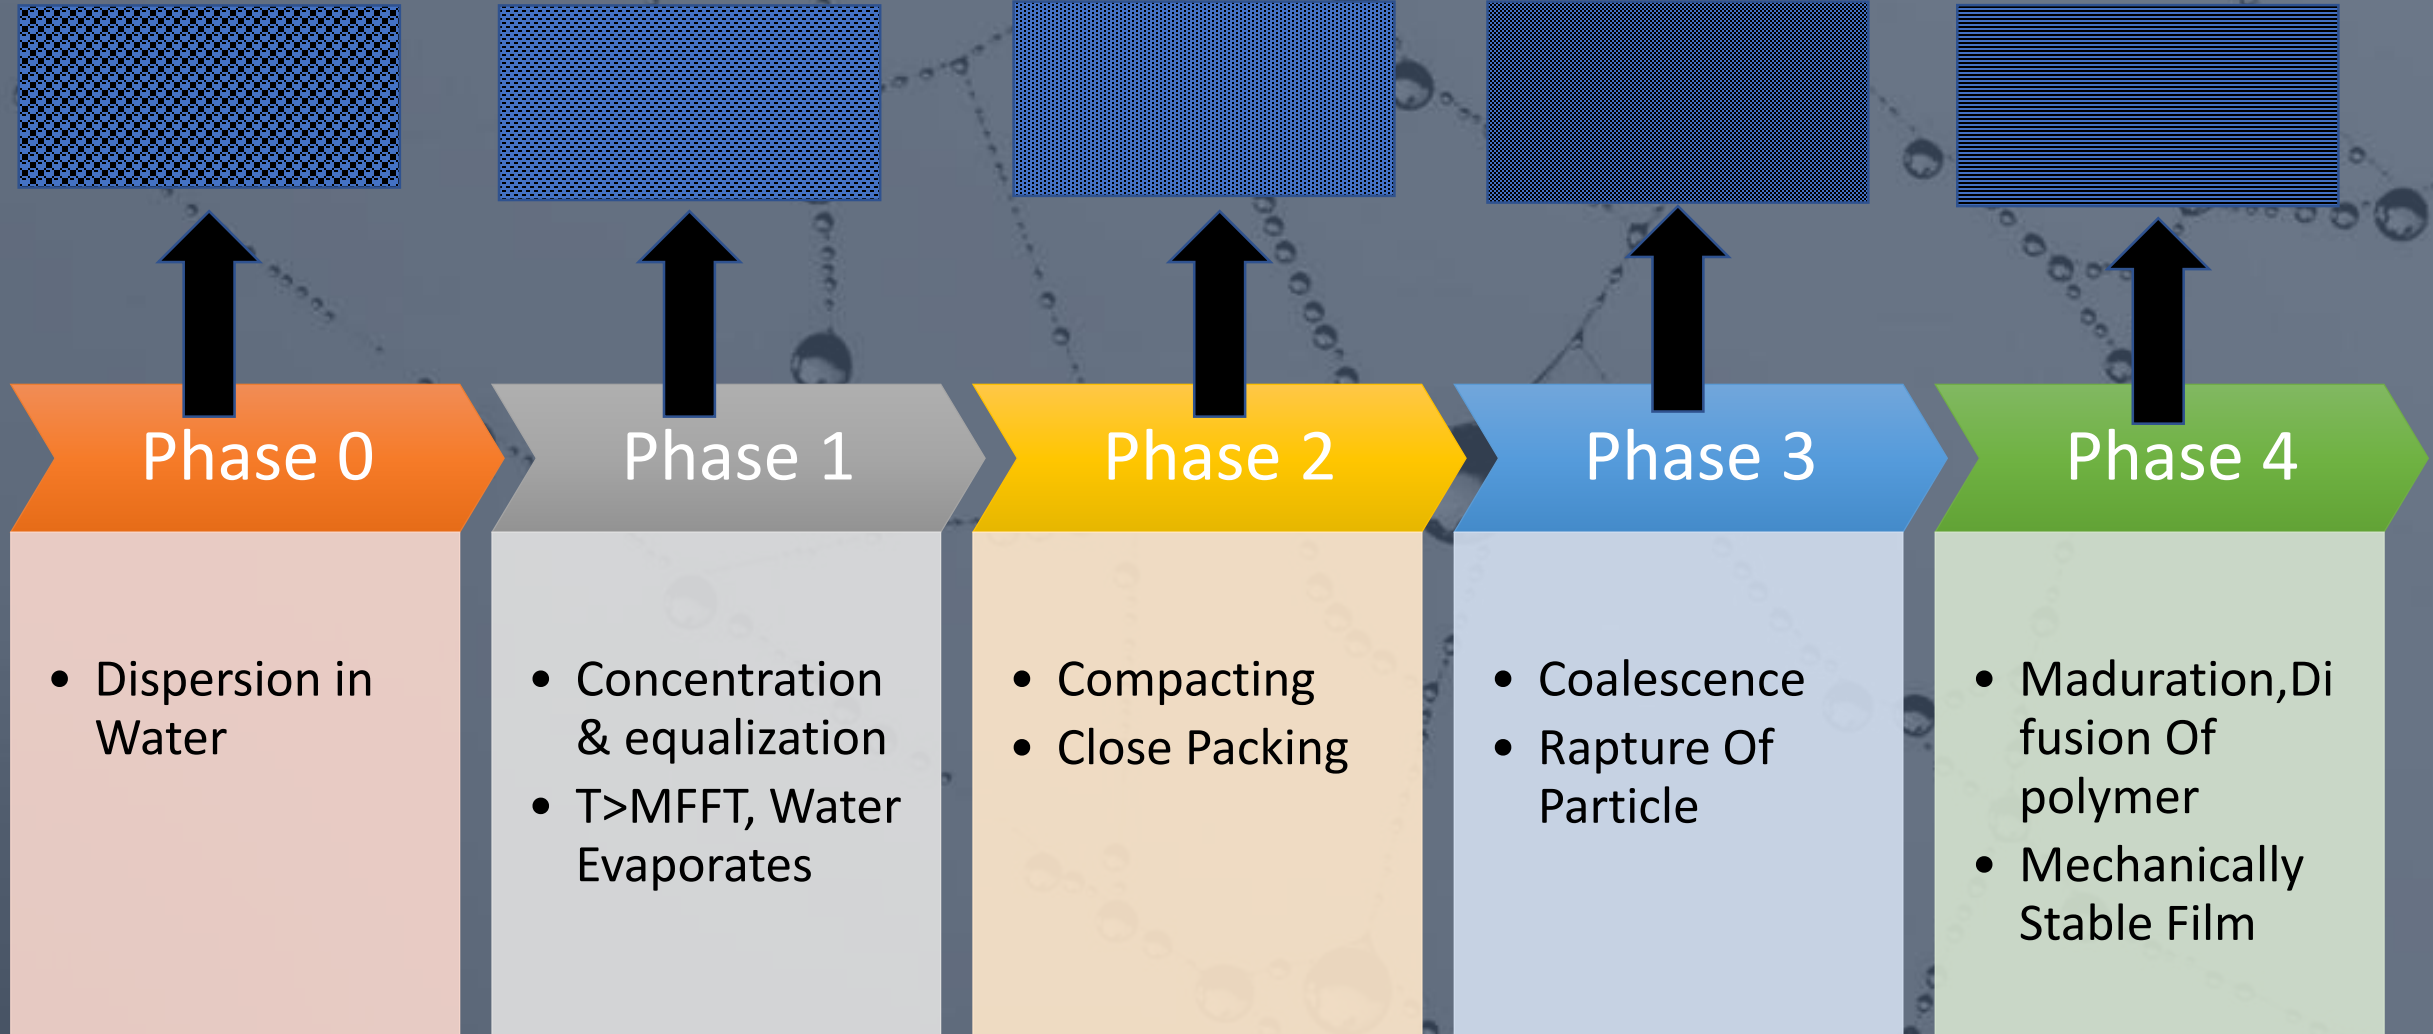 Phase 0
• Dispersion in
Water
Phase 1
• Concentration
& equalization
• T>MFFT, Water
Evaporates
Phase 2
• Compacting
• Close Packing
Phase 3
• Coalescence
• Rapture Of
Particle
Phase 4
• Maduration,Di
fusion Of
polymer
• Mechanically
Stable Film